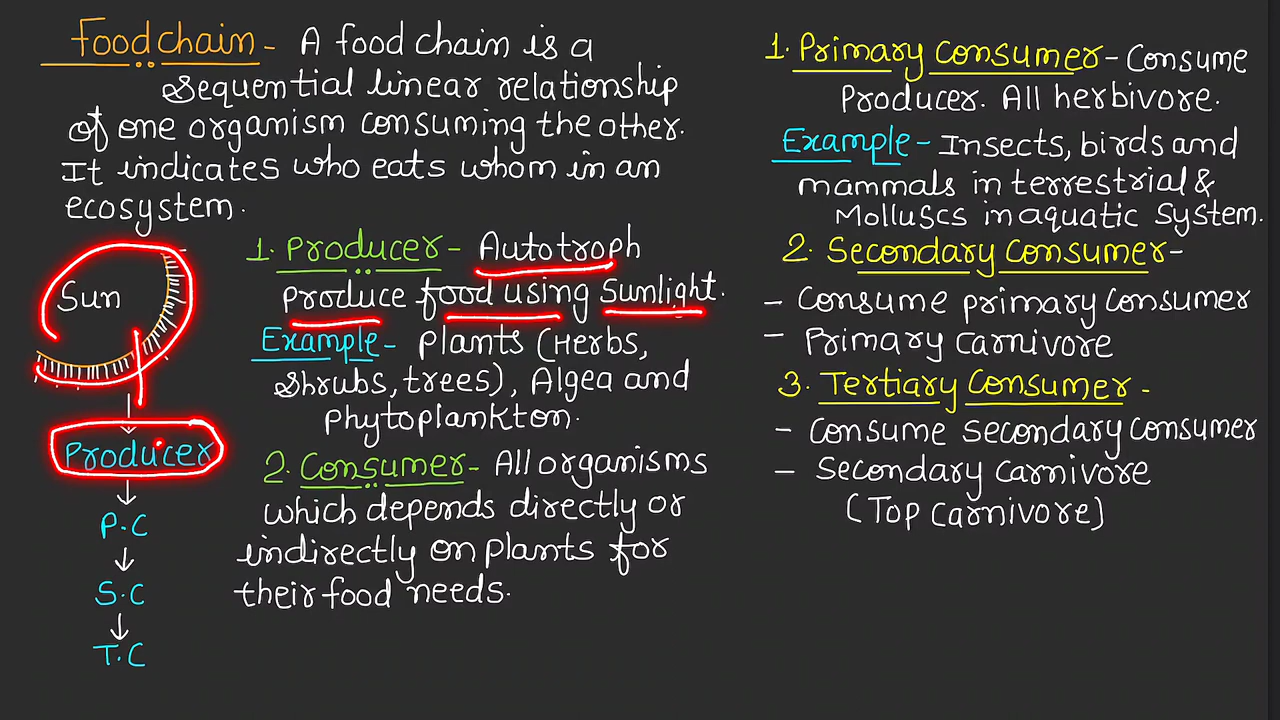 Food chain - A food chain is a
sequential linear relationship
of one organism consuming the other.
It indicates who eats whom in an
ecosystem.
Sun
Producer
P.C
S.C
T.C
1. Producer - Autotroph
produce food using Sunlight.
Example - Plants (Herbs,
Shrubs, trees), Algea and
Phytoplankton.
2. Consumer - All organisms
which depends directly or
indirectly on plants for
their food needs.
1. Primary Consumer - Consume
Producer. All herbivore.
Example - Insects, birds and
mammals in terrestrial &
Molluscs in aquatic System.
2. Secondary Consumer -
- Consume primary consumer
- Primary carnivore
3. Tertiary Consumer -
- Consume secondary consumer
- Secondary carnivore
(Top carnivore)